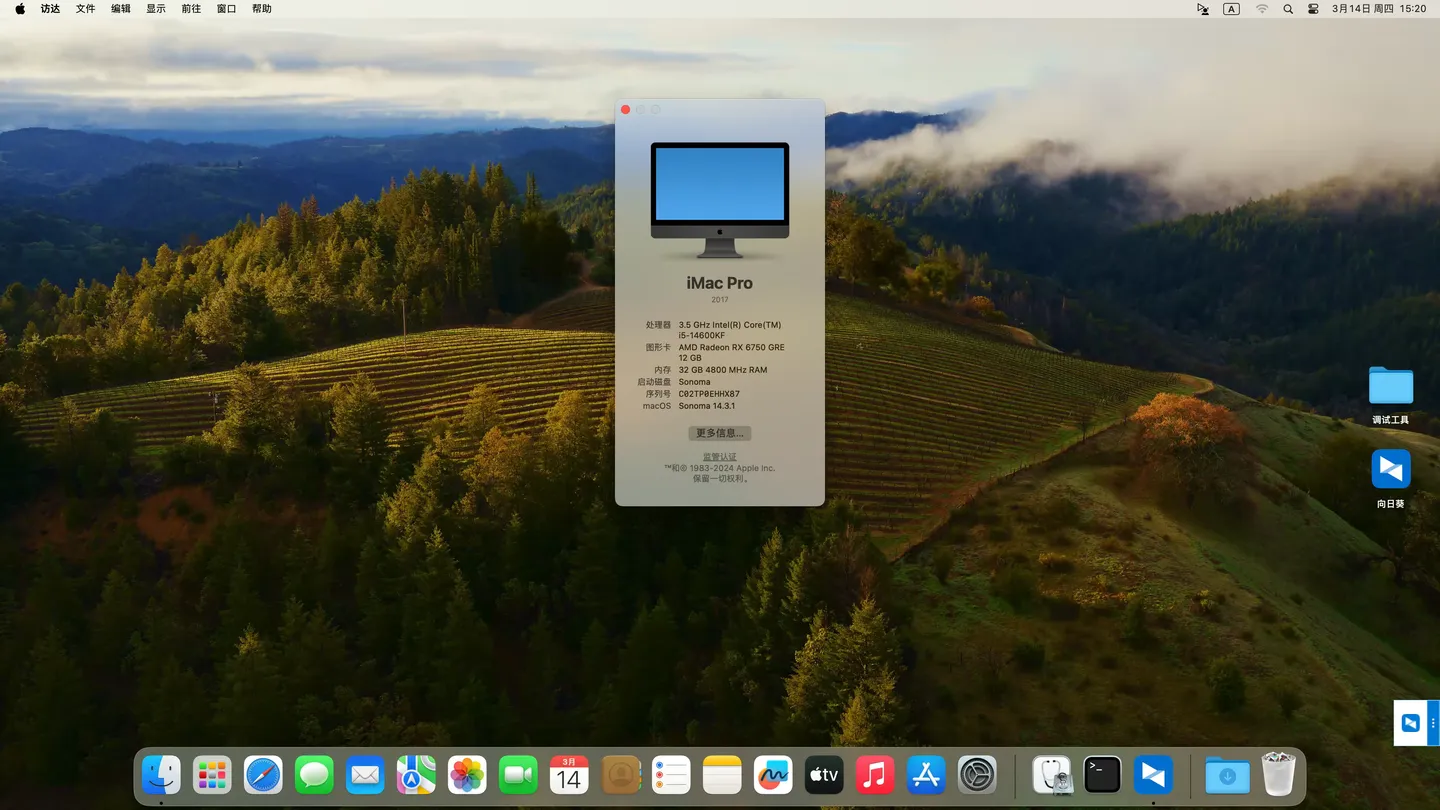 访达 文件 编辑 显示 前往 窗口 帮助 A 3月14日 周四 15:20
iMac Pro
2017
处理器 3.5 GHz Intel(R) Core(TM)
i5-14600KF
图形卡 AMD Radeon RX 6750 GRE
12 GB
内存 32 GB 4800 MHz RAM
启动磁盘 Sonoma
序列号 C02TP0EHHX87
macOS Sonoma 14.3.1
更多信息...
监管认证
™和© 1983-2024 Apple Inc.
保留一切权利。
调试工具
向日葵
3月
14
tv
>_